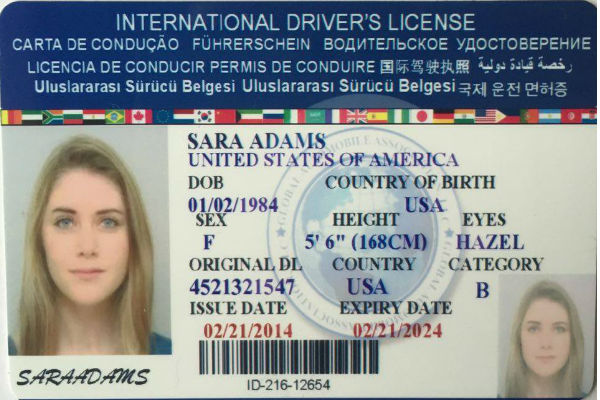 INTERNATIONAL DRIVER'S LICENSE
CARTA DE CONDUÇÃO FÜHRERSCHEIN ВОДИТЕЛЬСКОЕ УДОСТОВЕРЕНИЕ
LICENCIA DE CONDUCIR PERMIS DE CONDUIRE 国际驾驶执照 رخصة قيادة دولية
Uluslararası Sürücü Belgesi Uluslararası Sürücü Belgesi 국제 운전 면허증
SARA ADAMS
UNITED STATES OF AMERICA
DOB COUNTRY OF BIRTH
01/02/1984 USA
SEX HEIGHT EYES
F 5' 6" (168CM) HAZEL
ORIGINAL DL COUNTRY CATEGORY
4521321547 USA B
ISSUE DATE EXPIRY DATE
02/21/2014 02/21/2024
SARAADAMS
ID-216-12654